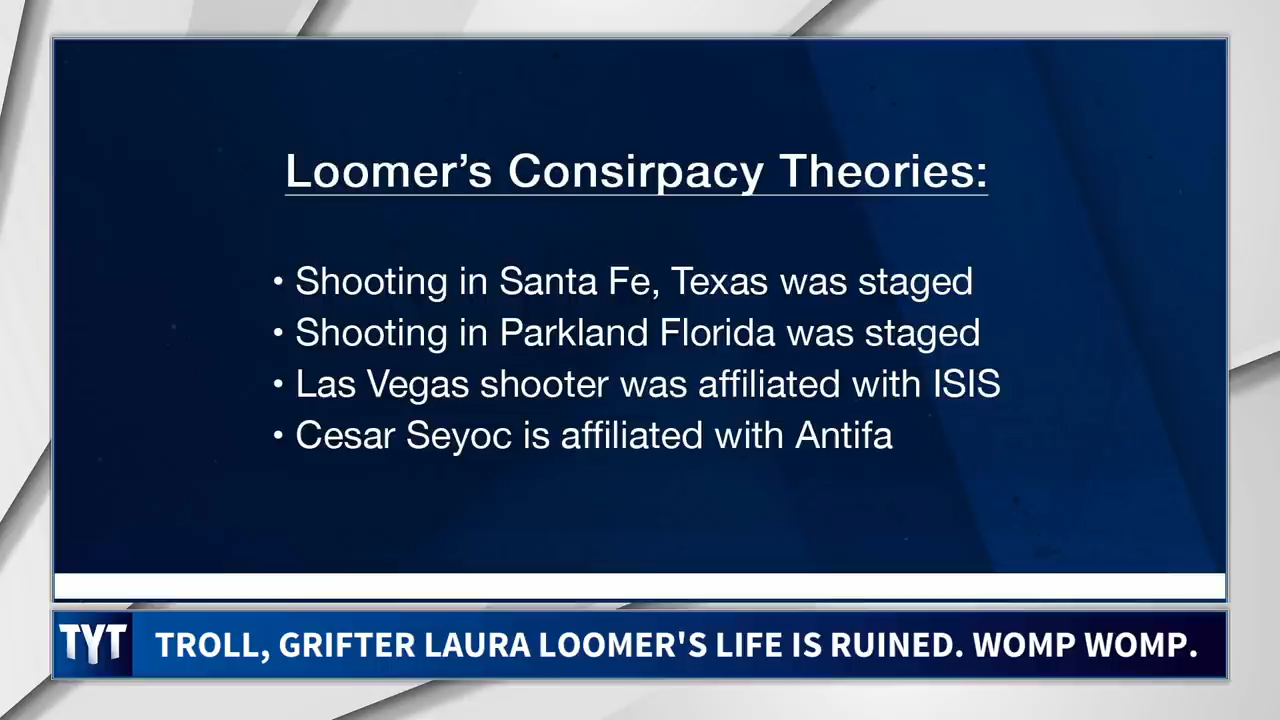 Loomer’s Consirpacy Theories:
• Shooting in Santa Fe, Texas was staged
• Shooting in Parkland Florida was staged
• Las Vegas shooter was affiliated with ISIS
• Cesar Seyoc is affiliated with Antifa
TYT TROLL, GRIFTER LAURA LOOMER'S LIFE IS RUINED. WOMP WOMP.